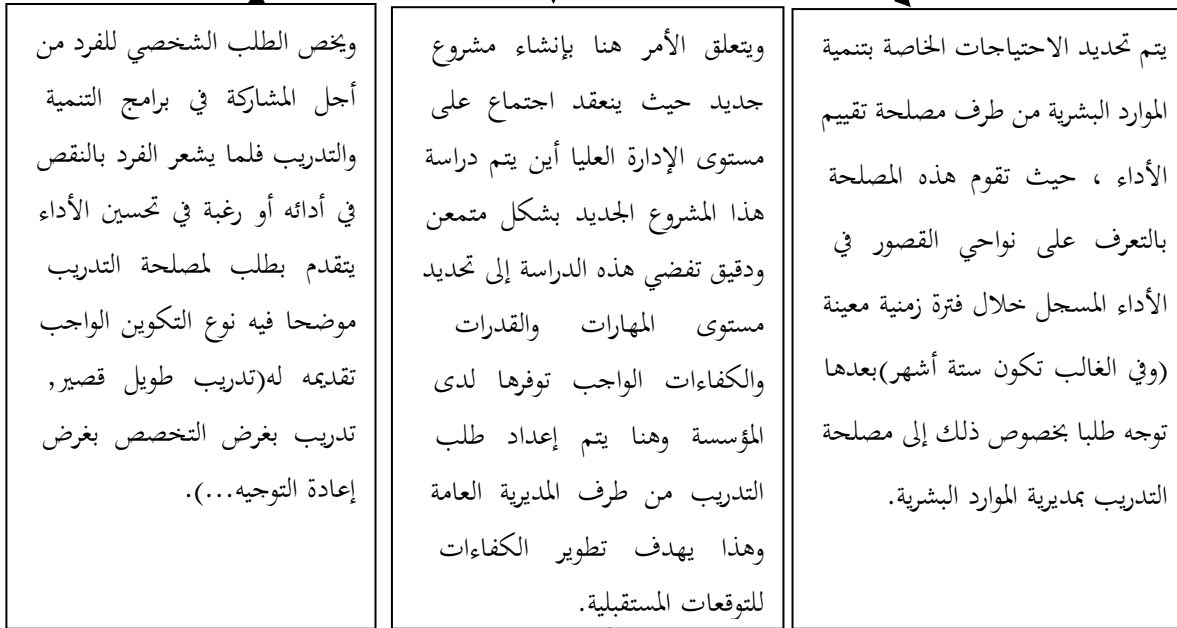 يتم تحديد الاحتياجات الخاصة بتنمية
الموارد البشرية من طرف مصلحة تقييم
الأداء ، حيث تقوم هذه المصلحة
بالتعرف على نواحي القصور في
الأداء المسجل خلال فترة زمنية معينة
(وفي الغالب تكون ستة أشهر)بعدها
توجه طلبا بخصوص ذلك إلى مصلحة
التدريب بمديرية الموارد البشرية.
ويتعلق الأمر هنا بإنشاء مشروع
جديد حيث ينعقد اجتماع على
مستوى الإدارة العليا أين يتم دراسة
هذا المشروع الجديد بشكل متمعن
ودقيق تفضي هذه الدراسة إلى تحديد
مستوى المهارات والقدرات
والكفاءات الواجب توفرها لدى
المؤسسة وهنا يتم إعداد طلب
التدريب من طرف المديرية العامة
وهذا يهدف تطوير الكفاءات
للتوقعات المستقبلية.
ويخص الطلب الشخصي للفرد من
أجل المشاركة في برامج التنمية
والتدريب فلما يشعر الفرد بالنقص
في أدائه أو رغبة في تحسين الأداء
يتقدم بطلب لمصلحة التدريب
موضحا فيه نوع التكوين الواجب
تقديمه له(تدريب طويل قصير,
تدريب بغرض التخصص بغرض
إعادة التوجيه...).